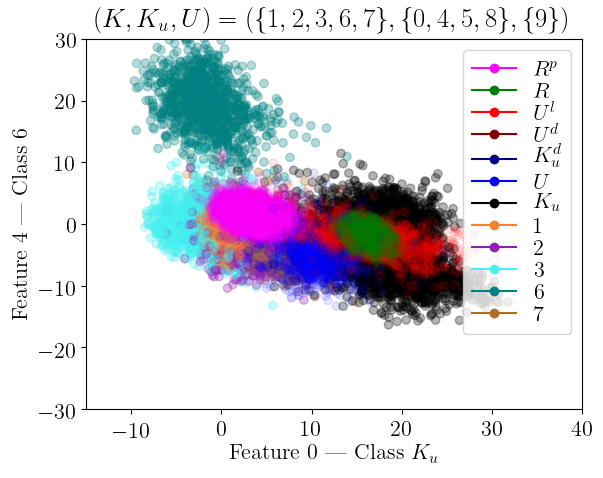 (K, K_u, U) = ({1, 2, 3, 6, 7}, {0, 4, 5, 8}, {9})
30
20
10
0
−10
−20
−30
Feature 4 — Class 6
−10
0
10
20
30
40
Feature 0 — Class K_u
R^p
R
U^l
U^d
K_u^d
U
K_u
1
2
3
6
7